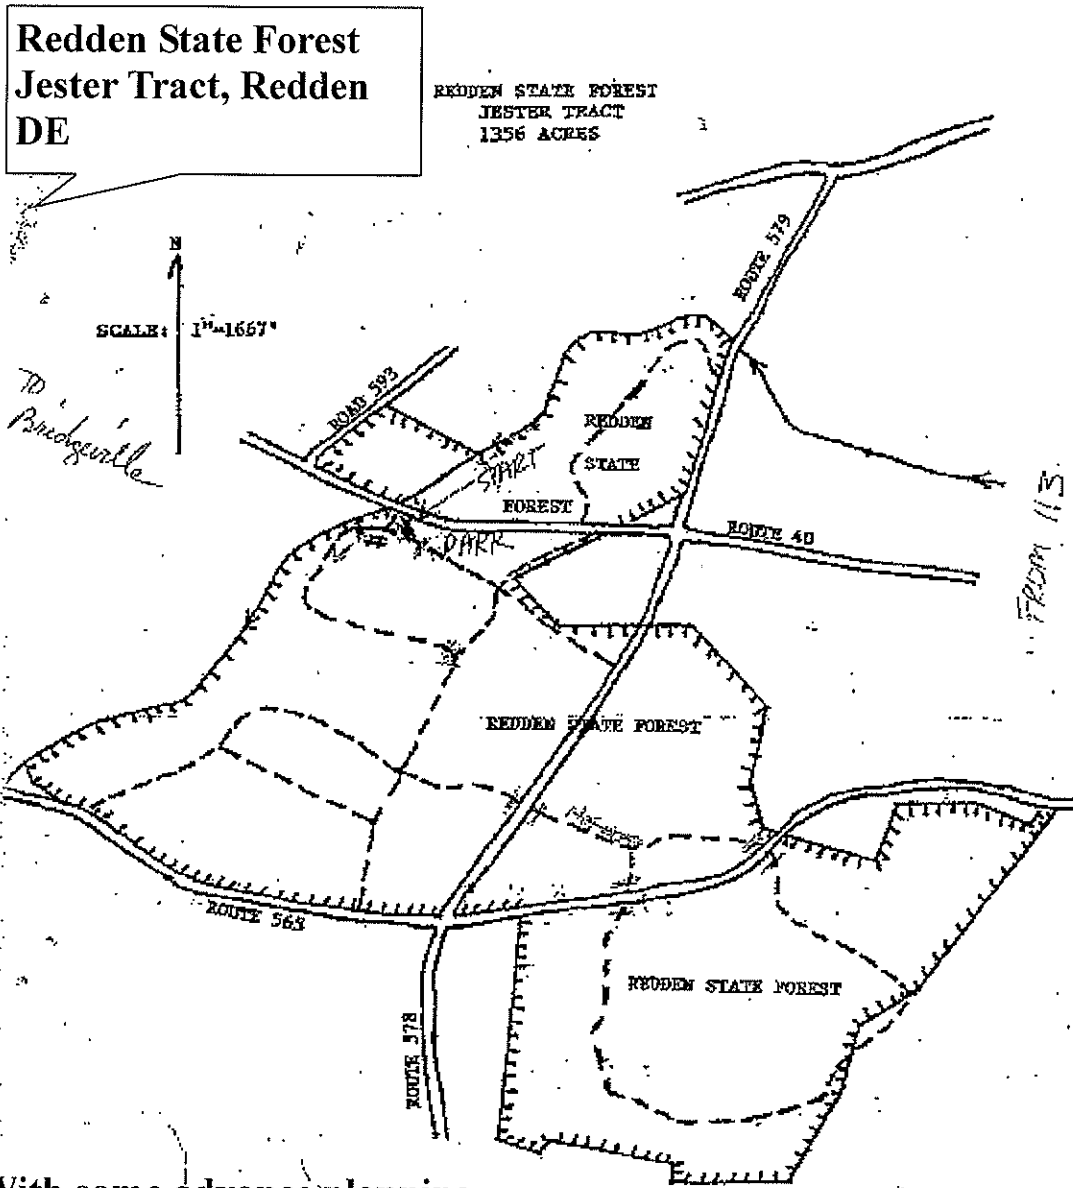 Redden State Forest
Jester Tract, Redden
DE
REDDEN STATE FOREST
JESTER TRACT
1356 ACRES
N
SCALE: 1"=1667'
TO
Bridgeville
ROUTE 579
ROAD 593
START
REDDEN
STATE
FOREST
PARK
ROUTE 40
FROM 113
REDDEN STATE FOREST
ROUTE 565
REDDEN STATE FOREST
ROUTE 578
With some advance planning